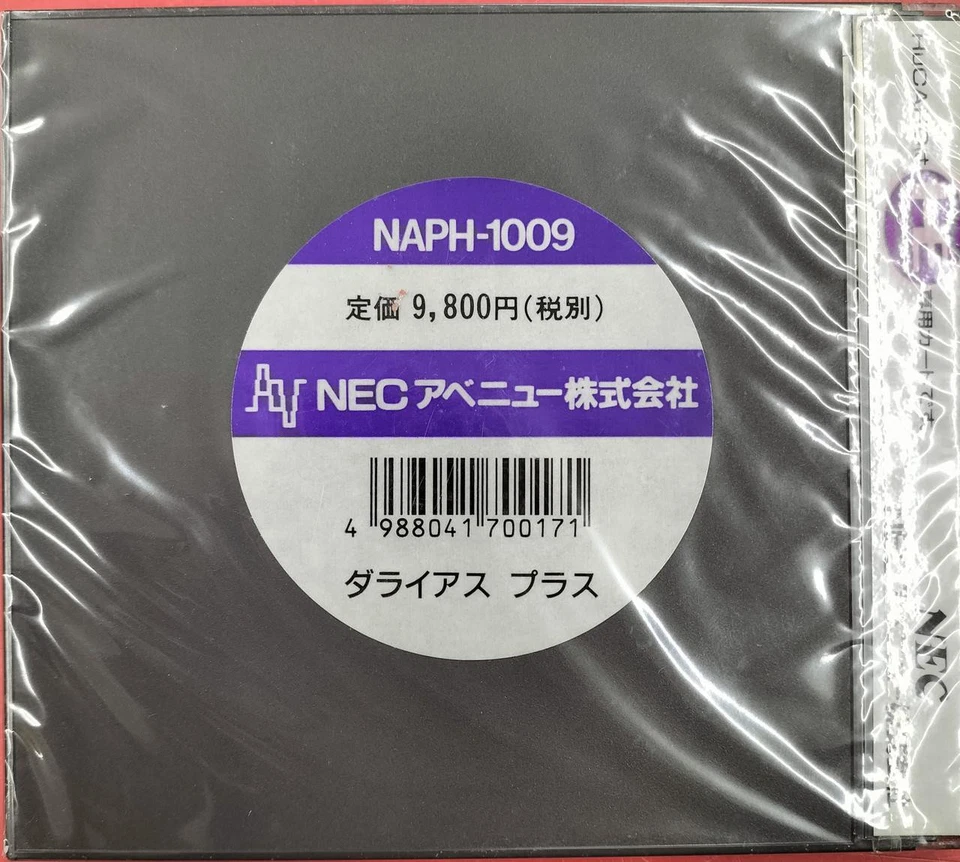 NAPH-1009
定価 9,800円(税別)
NECアベニュー株式会社
4 988041 700171
ダライアス プラス
NEC